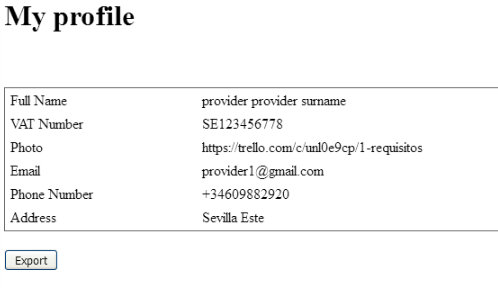 My profile
Full Name provider provider surname
VAT Number SE123456778
Photo https://trello.com/c/unl0e9cp/1-requisitos
Email provider1@gmail.com
Phone Number +34609882920
Address Sevilla Este
Export